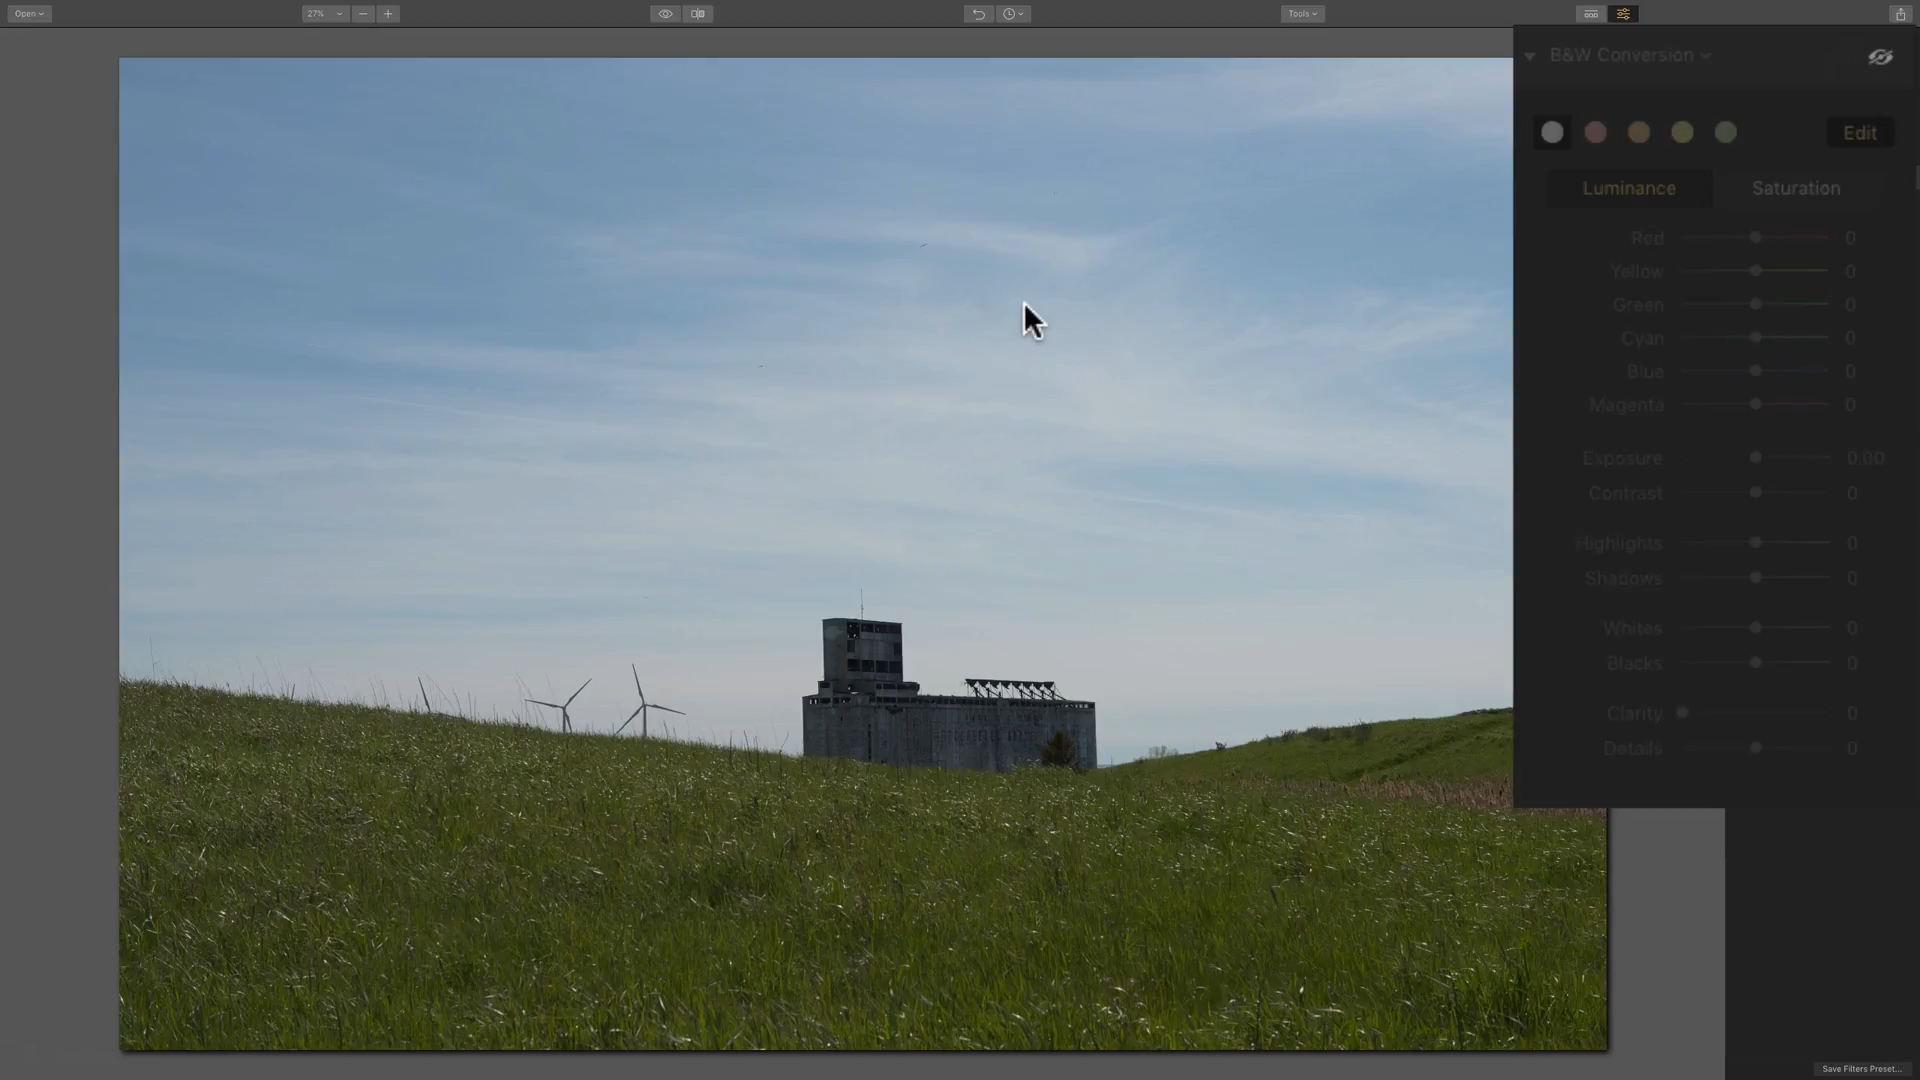 Open
27%
Tools
B&W Conversion
Edit
Luminance
Saturation
Red 0
Yellow 0
Green 0
Cyan 0
Blue 0
Magenta 0
Exposure 0.00
Contrast 0
Highlights 0
Shadows 0
Whites 0
Blacks 0
Clarity 0
Details 0
Save Filters Preset...